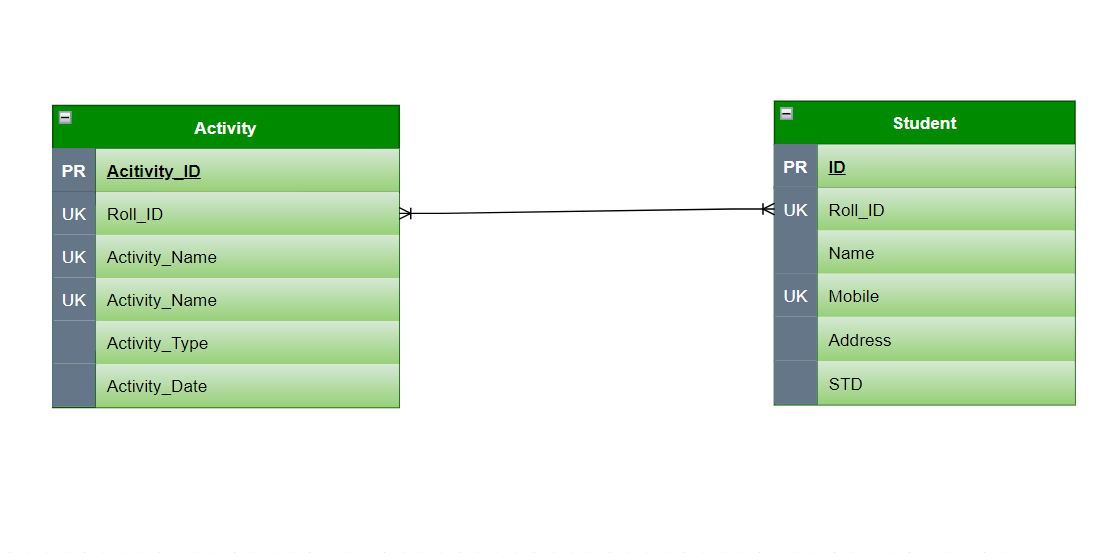 Activity
PR Acitivity_ID
UK Roll_ID
UK Activity_Name
UK Activity_Name
Activity_Type
Activity_Date
Student
PR ID
UK Roll_ID
Name
UK Mobile
Address
STD